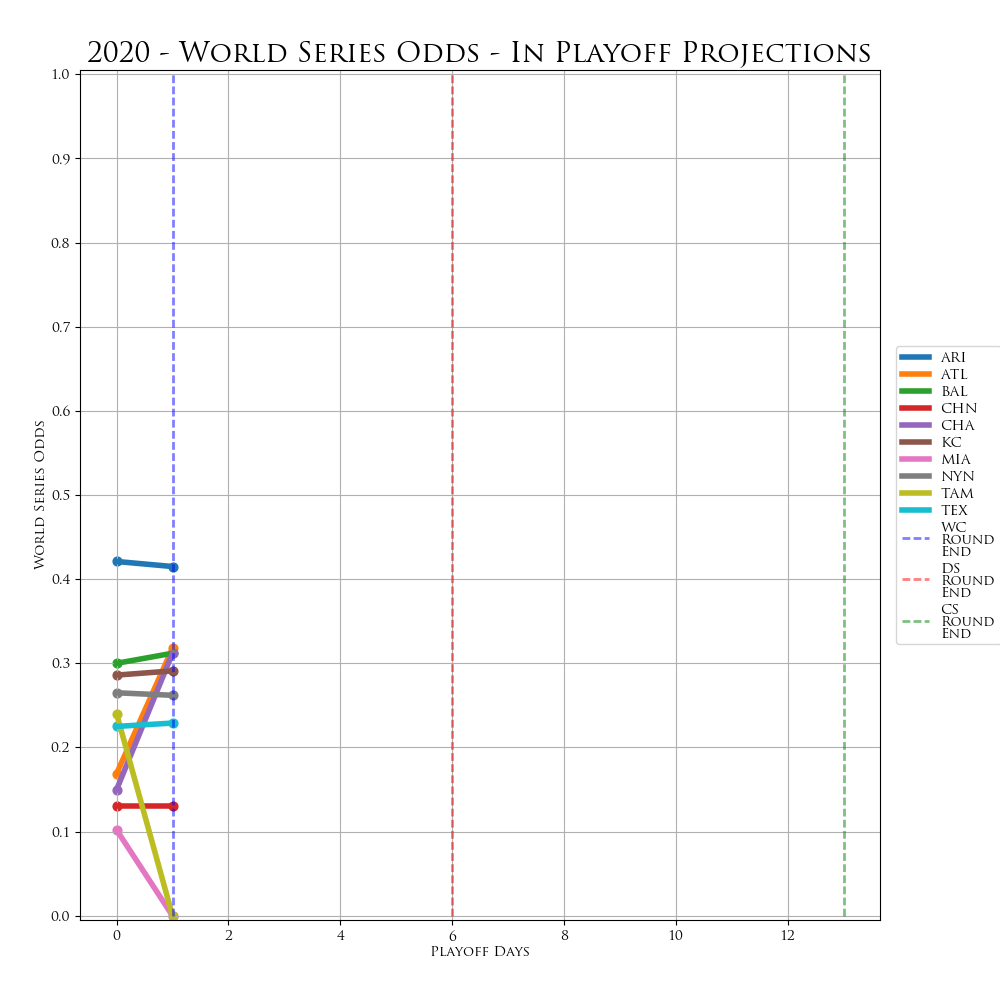 2020 - World Series Odds - In Playoff Projections
1.0
0.9
0.8
0.7
0.6
0.5
0.4
0.3
0.2
0.1
0.0
World Series Odds
0 2 4 6 8 10 12
Playoff Days
ARI
ATL
BAL
CHN
CHA
KC
MIA
NYN
TAM
TEX
WC
Round
End
DS
Round
End
CS
Round
End